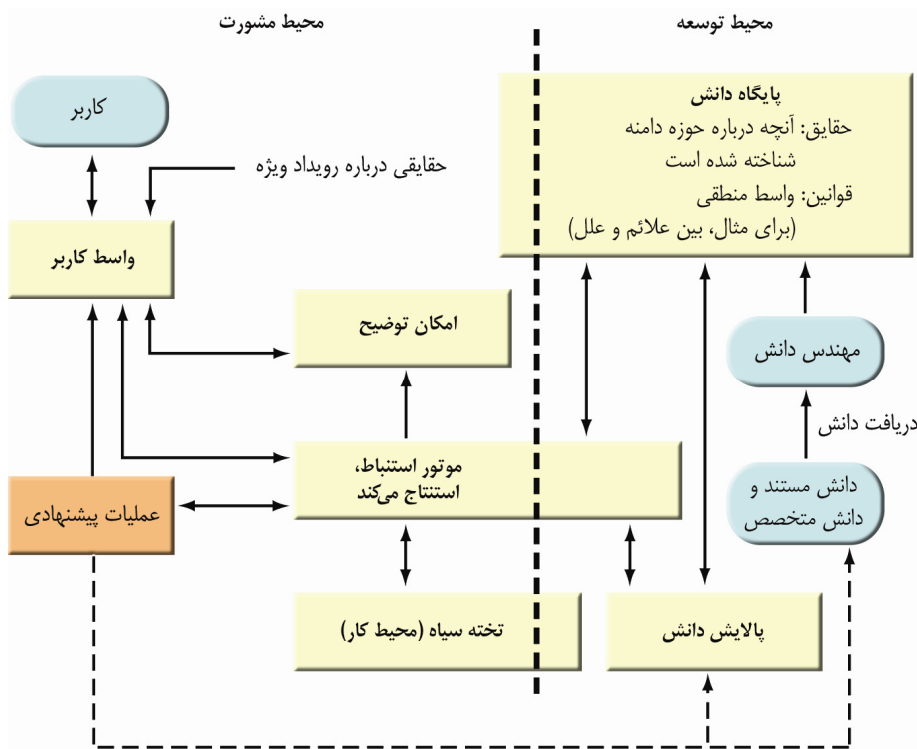 محیط توسعه
محیط مشورت
پایگاه دانش
حقایق: آنچه درباره حوزه دامنه
شناخته شده است
قوانین: واسط منطقی
(برای مثال، بین علائم و علل)
کاربر
حقایقی درباره رویداد ویژه
واسط کاربر
امکان توضیح
مهندس دانش
دریافت دانش
موتور استنباط،
استنتاج می‌کند
دانش مستند و
دانش متخصص
عملیات پیشنهادی
تخته سیاه (محیط کار)
پالایش دانش